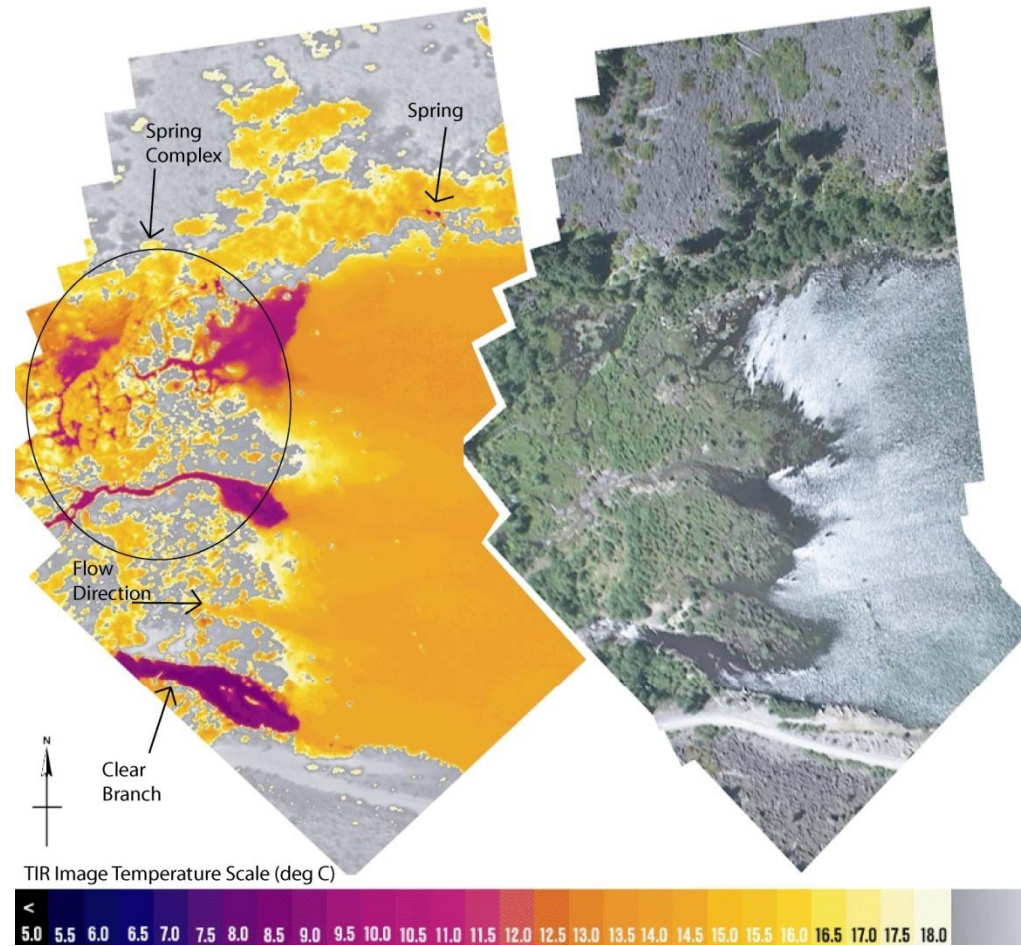 Spring
Complex
Spring
Flow
Direction
Clear
Branch
N
TIR Image Temperature Scale (deg C)
< 5.0 5.5 6.0 6.5 7.0 7.5 8.0 8.5 9.0 9.5 10.0 10.5 11.0 11.5 12.0 12.5 13.0 13.5 14.0 14.5 15.0 15.5 16.0 16.5 17.0 17.5 18.0